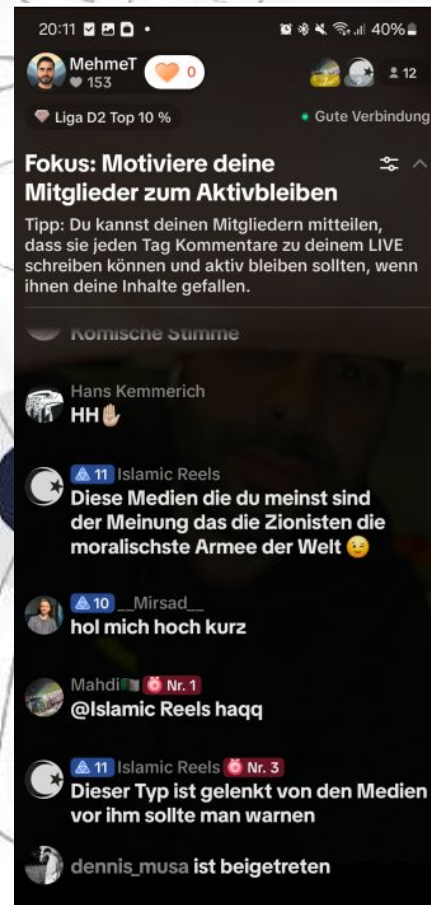 20:11
40%
MehmeT
153
0
12
Liga D2 Top 10 %
Gute Verbindung
Fokus: Motiviere deine
Mitglieder zum Aktivbleiben
Tipp: Du kannst deinen Mitgliedern mitteilen,
dass sie jeden Tag Kommentare zu deinem LIVE
schreiben können und aktiv bleiben sollten, wenn
ihnen deine Inhalte gefallen.
Komische Stimme
Hans Kemmerich
HH✋🏼
11 Islamic Reels
Diese Medien die du meinst sind
der Meinung das die Zionisten die
moralischste Armee der Welt 😉
10 __Mirsad__
hol mich hoch kurz
Mahdi Nr. 1
@Islamic Reels haqq
11 Islamic Reels Nr. 3
Dieser Typ ist gelenkt von den Medien
vor ihm sollte man warnen
dennis_musa ist beigetreten